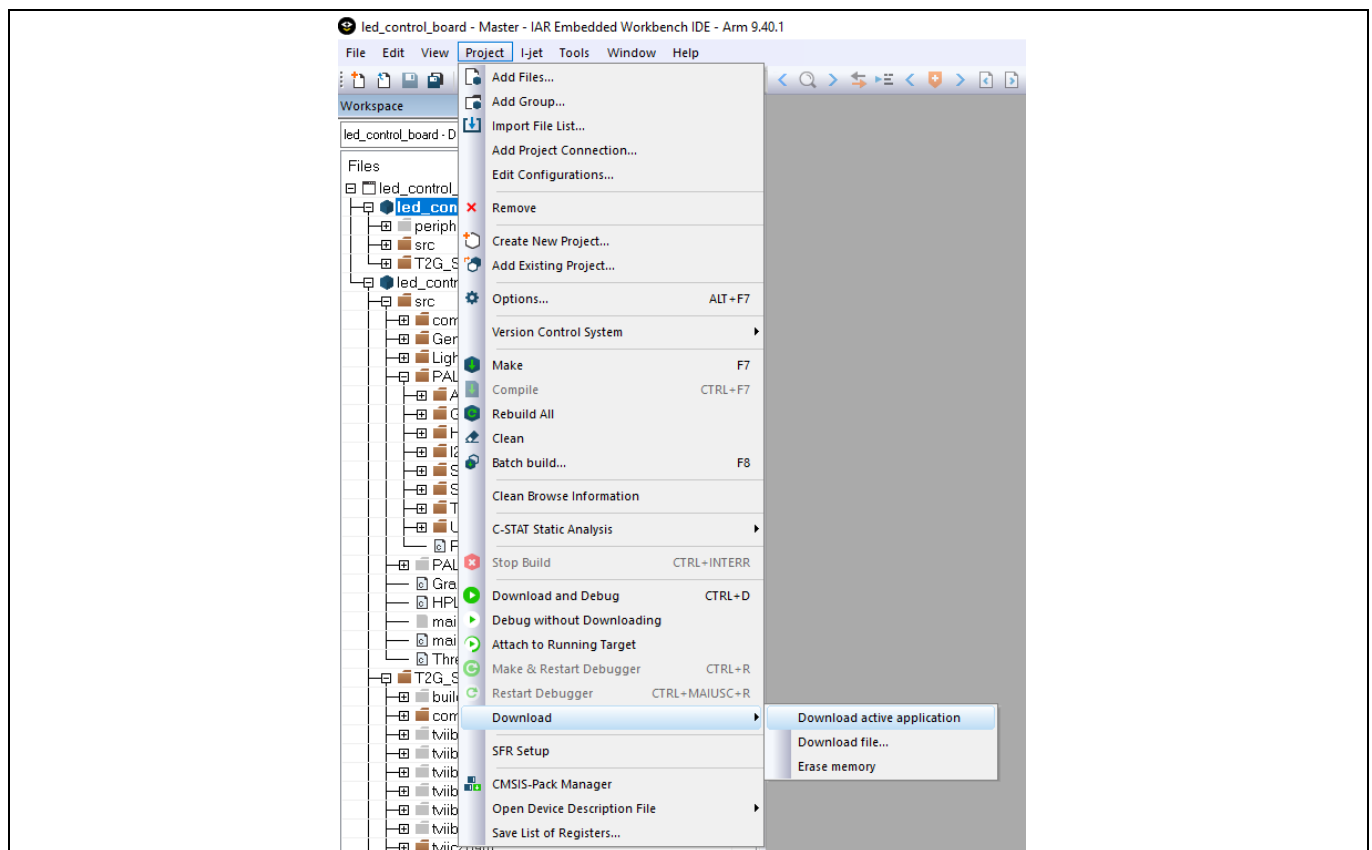 led_control_board - Master - IAR Embedded Workbench IDE - Arm 9.40.1
File Edit View Project I-jet Tools Window Help
Workspace
led_control_board - D
Files
led_control_
led_con
periph
src
T2G_S
led_contr
src
com
Ger
Ligh
PAL
A
G
H
I2
S
S
T
U
F
PAL
Gra
HPL
mai
mai
Thre
T2G_S
buil
com
tviib
tviib
tviib
tviib
tviib
tviib
Add Files...
Add Group...
Import File List...
Add Project Connection...
Edit Configurations...
Remove
Create New Project...
Add Existing Project...
Options... ALT+F7
Version Control System
Make F7
Compile CTRL+F7
Rebuild All
Clean
Batch build... F8
Clean Browse Information
C-STAT Static Analysis
Stop Build CTRL+INTERR
Download and Debug CTRL+D
Debug without Downloading
Attach to Running Target
Make & Restart Debugger CTRL+R
Restart Debugger CTRL+MAIUSC+R
Download
SFR Setup
CMSIS-Pack Manager
Open Device Description File
Save List of Registers...
Download active application
Download file...
Erase memory